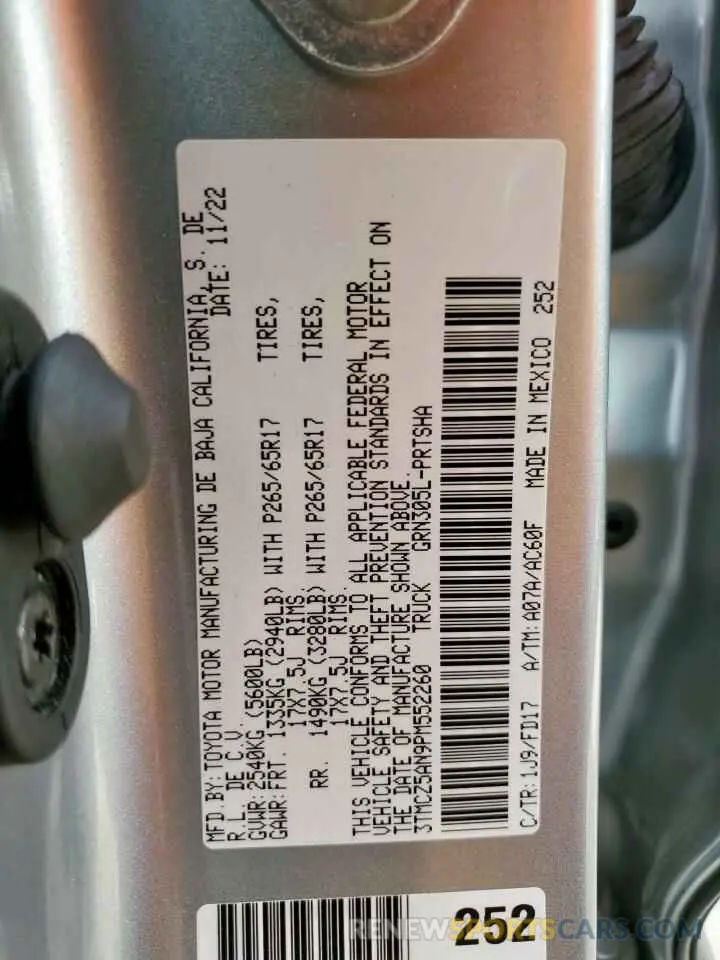 MFD.BY:TOYOTA MOTOR MANUFACTURING DE BAJA CALIFORNIA, S. DE
R.L. DE C.V. DATE: 11/22
GVWR:2540KG (5600LB)
GAWR:FRT. 1335KG (2940LB) WITH P265/65R17 TIRES,
17X7.5J RIMS.
RR. 1490KG (3280LB) WITH P265/65R17 TIRES,
17X7.5J RIMS.
THIS VEHICLE CONFORMS TO ALL APPLICABLE FEDERAL MOTOR
VEHICLE SAFETY AND THEFT PREVENTION STANDARDS IN EFFECT ON
THE DATE OF MANUFACTURE SHOWN ABOVE.
3TMCZ5AN9PM552260 TRUCK GRN305L-PRTSHA
C/TR:1J9/FD17 A/TM:A07A/AC60F MADE IN MEXICO 252
252
RENEWSPORTSCARS.COM